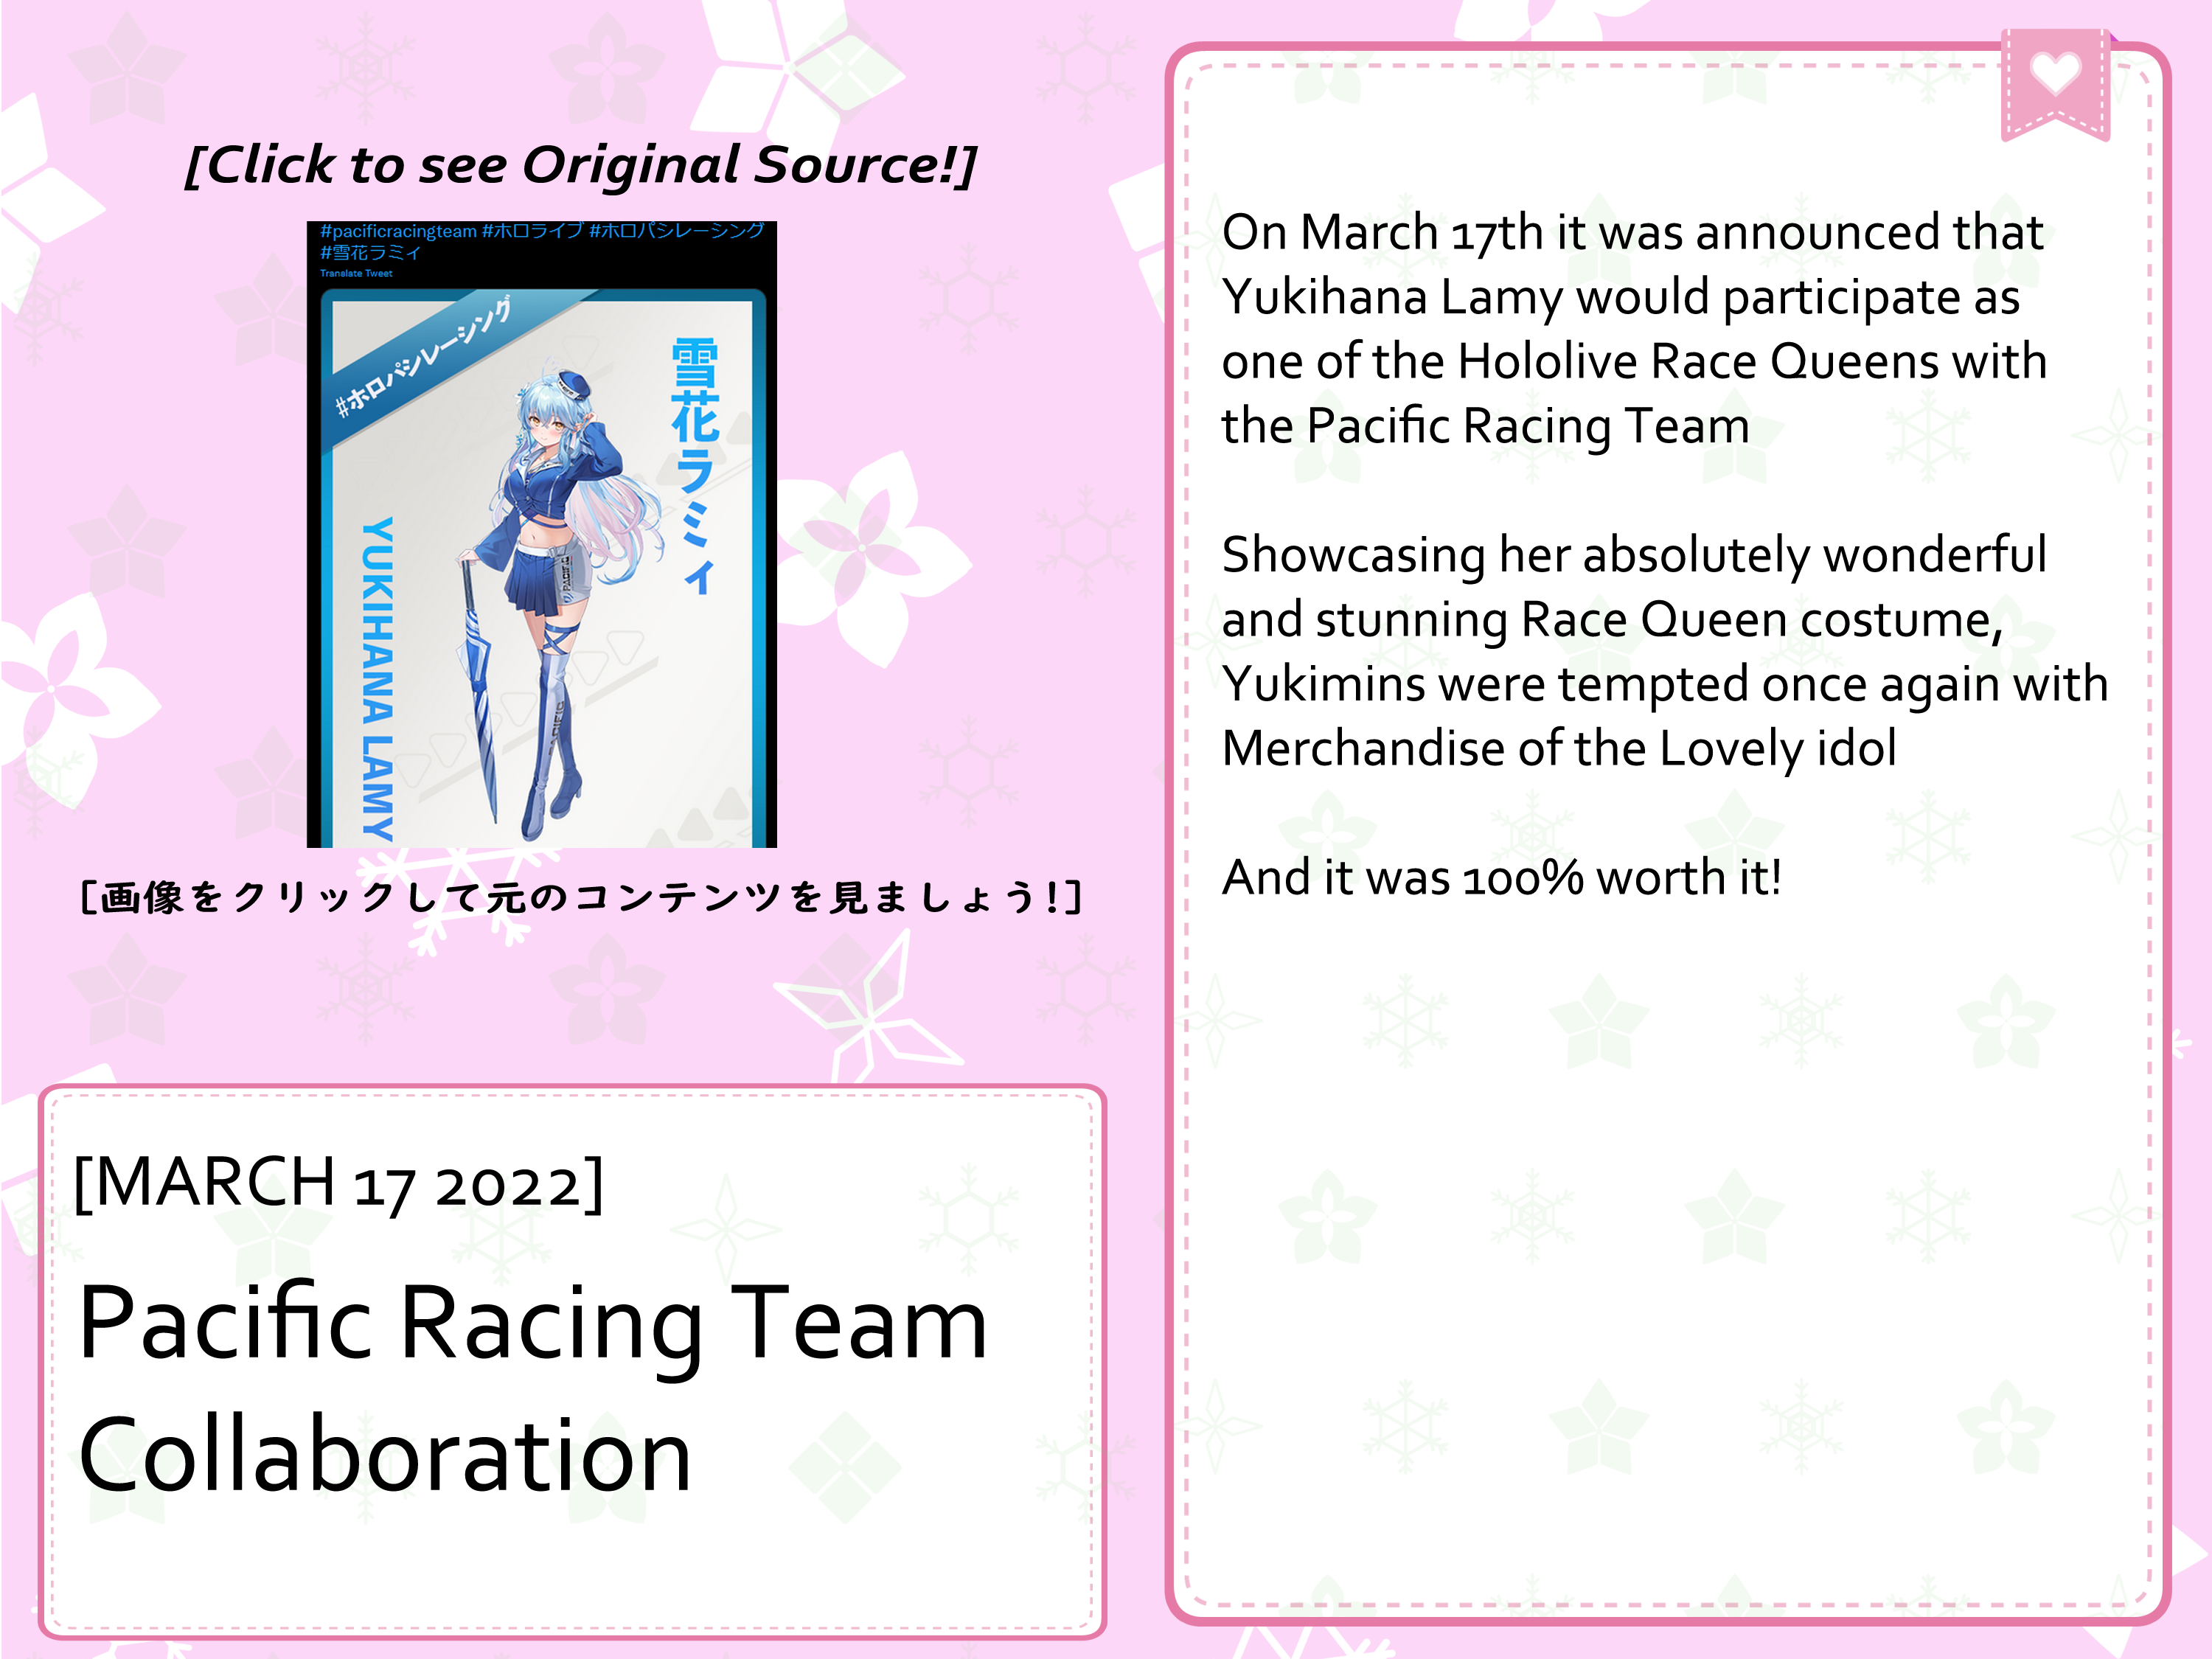 [Click to see Original Source!]
#pacificracingteam #ホロライブ #ホロパシレーシング
#雪花ラミィ
Translate Tweet
#ホロパシレーシング
雪花ラミィ
YUKIHANA LAMY
PACIFIC
PACIFIC
[画像をクリックして元のコンテンツを見ましょう!]
[MARCH 17 2022]
Pacific Racing Team
Collaboration
On March 17th it was announced that
Yukihana Lamy would participate as
one of the Hololive Race Queens with
the Pacific Racing Team
Showcasing her absolutely wonderful
and stunning Race Queen costume,
Yukimins were tempted once again with
Merchandise of the Lovely idol
And it was 100% worth it!